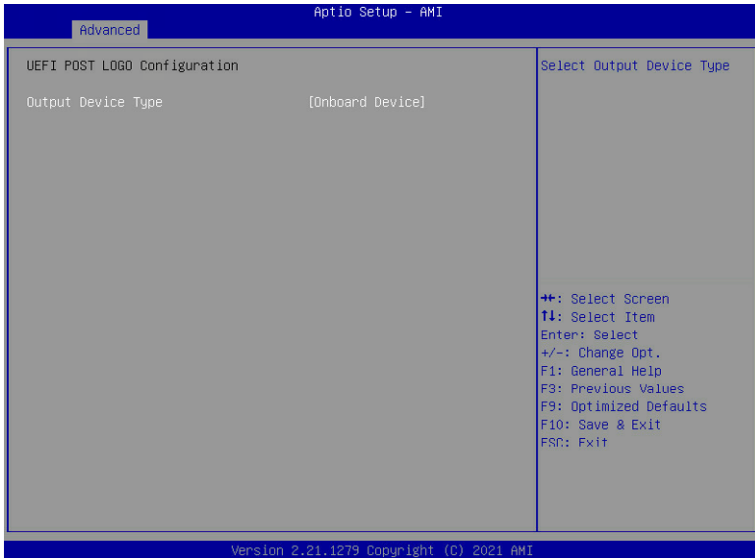 Aptio Setup – AMI
Advanced
UEFI POST LOGO Configuration
Select Output Device Type
Output Device Type [Onboard Device]
→←: Select Screen
↑↓: Select Item
Enter: Select
+/-: Change Opt.
F1: General Help
F3: Previous Values
F9: Optimized Defaults
F10: Save & Exit
ESC: Exit
Version 2.21.1279 Copyright (C) 2021 AMI